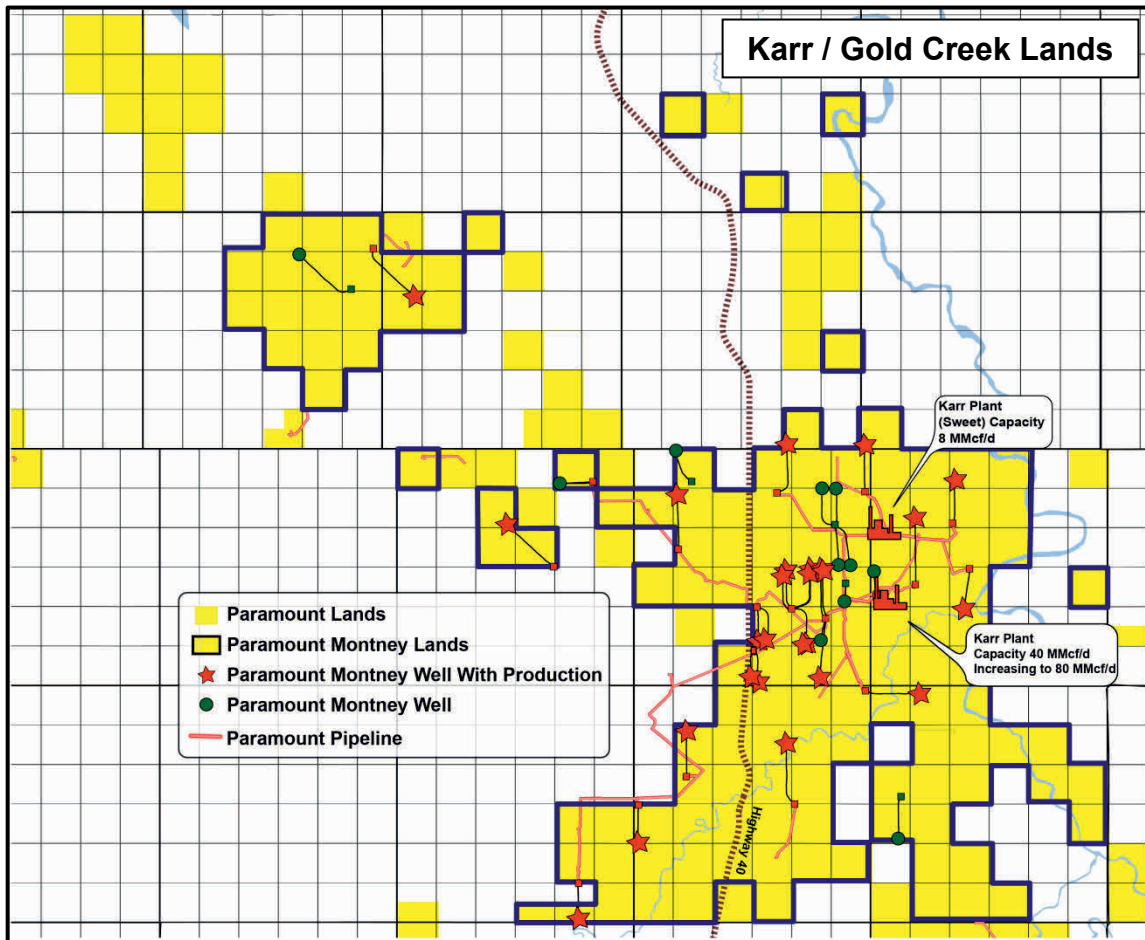 Karr / Gold Creek Lands
Karr Plant
(Sweet) Capacity
8 MMcf/d
Paramount Lands
Paramount Montney Lands
Paramount Montney Well With Production
Paramount Montney Well
Paramount Pipeline
Karr Plant
Capacity 40 MMcf/d
Increasing to 80 MMcf/d
Highway 40